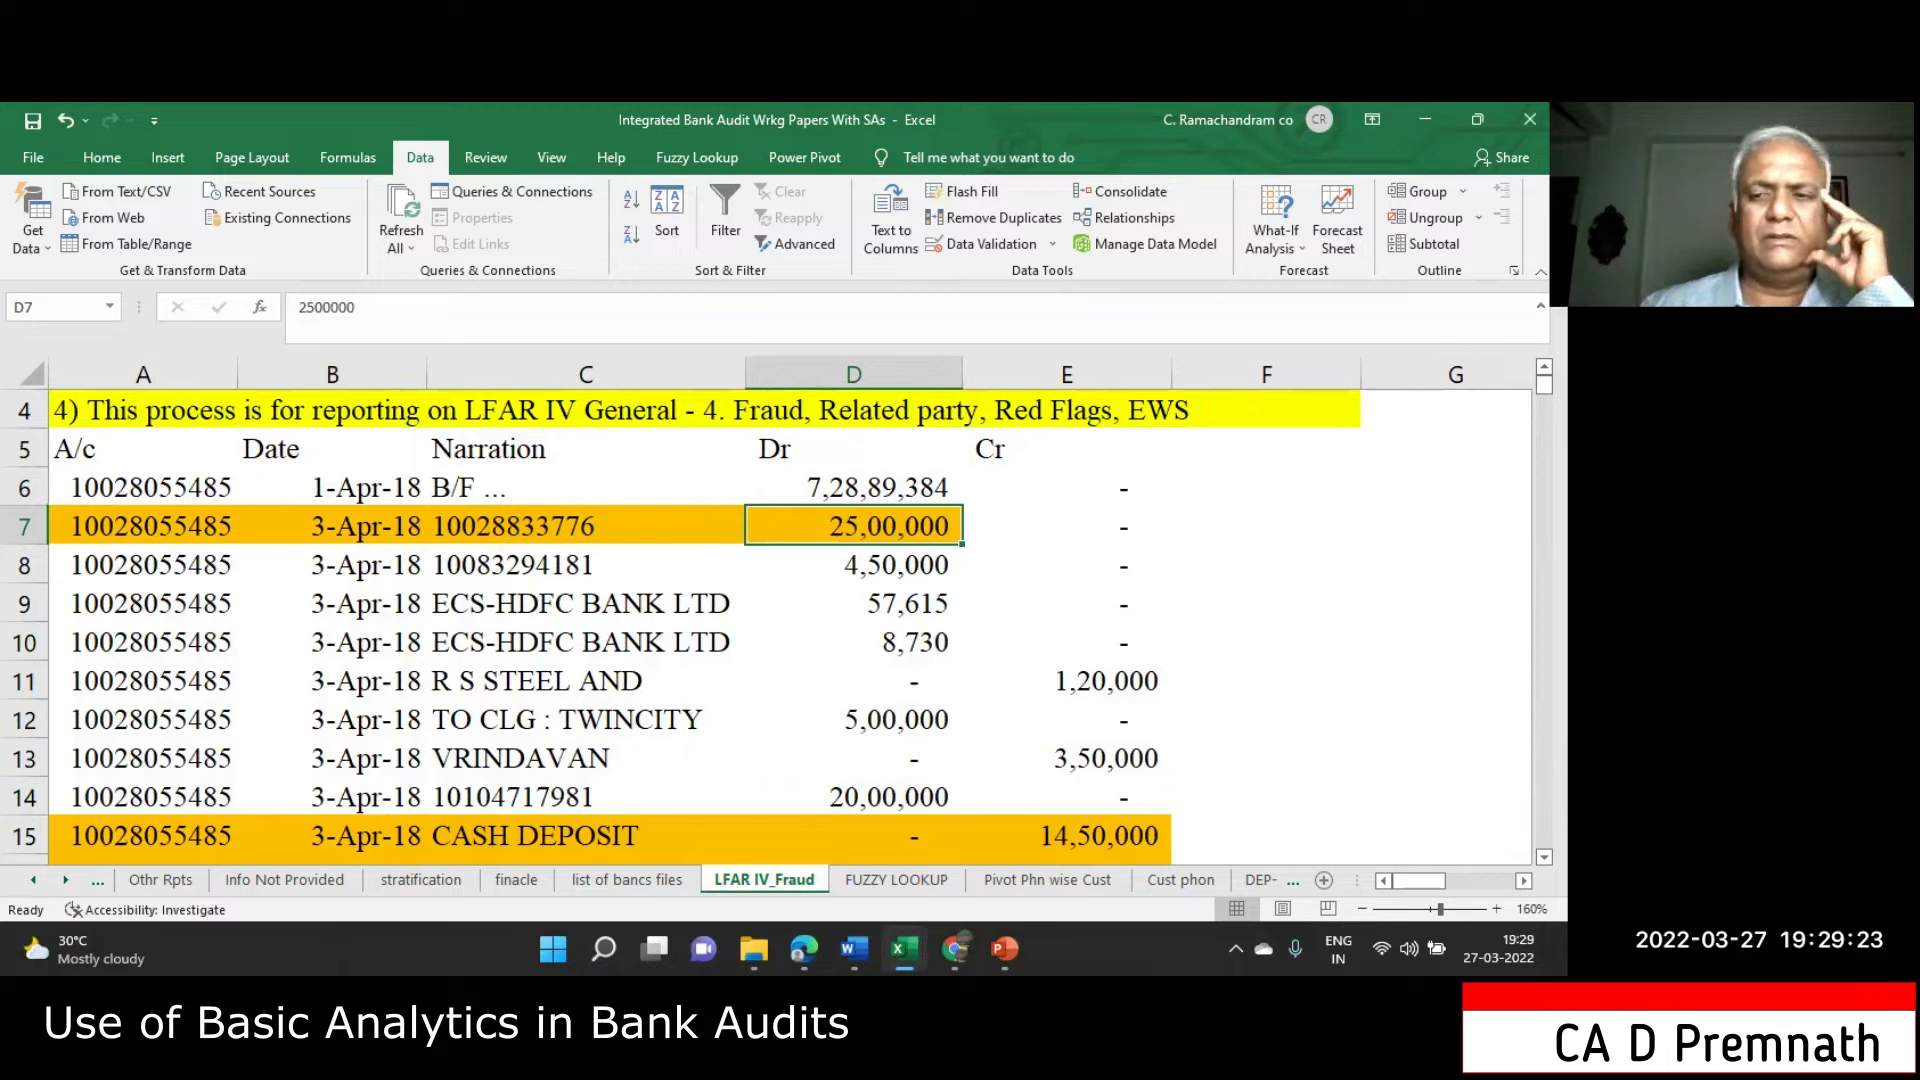 Integrated Bank Audit Wrkg Papers With SAs - Excel
C. Ramachandram co CR
File Home Insert Page Layout Formulas Data Review View Help Fuzzy Lookup Power Pivot Tell me what you want to do Share
Get Data
From Text/CSV
From Web
From Table/Range
Recent Sources
Existing Connections
Get & Transform Data
Refresh All
Queries & Connections
Properties
Edit Links
Queries & Connections
Sort
Filter
Clear
Reapply
Advanced
Sort & Filter
Text to Columns
Flash Fill
Remove Duplicates
Data Validation
Consolidate
Relationships
Manage Data Model
Data Tools
What-If Analysis
Forecast Sheet
Forecast
Group
Ungroup
Subtotal
Outline
D7 fx 2500000
A B C D E F G
4 4) This process is for reporting on LFAR IV General - 4. Fraud, Related party, Red Flags, EWS
5 A/c Date Narration Dr Cr
6 10028055485 1-Apr-18 B/F ... 7,28,89,384 -
7 10028055485 3-Apr-18 10028833776 25,00,000 -
8 10028055485 3-Apr-18 10083294181 4,50,000 -
9 10028055485 3-Apr-18 ECS-HDFC BANK LTD 57,615 -
10 10028055485 3-Apr-18 ECS-HDFC BANK LTD 8,730 -
11 10028055485 3-Apr-18 R S STEEL AND - 1,20,000
12 10028055485 3-Apr-18 TO CLG : TWINCITY 5,00,000 -
13 10028055485 3-Apr-18 VRINDAVAN - 3,50,000
14 10028055485 3-Apr-18 10104717981 20,00,000 -
15 10028055485 3-Apr-18 CASH DEPOSIT - 14,50,000
... Othr Rpts Info Not Provided stratification finacle list of bancs files LFAR IV_Fraud FUZZY LOOKUP Pivot Phn wise Cust Cust phon DEP- ...
Ready Accessibility: Investigate 160%
30°C
Mostly cloudy
ENG
IN
19:29
27-03-2022
2022-03-27 19:29:23
Use of Basic Analytics in Bank Audits
CA D Premnath